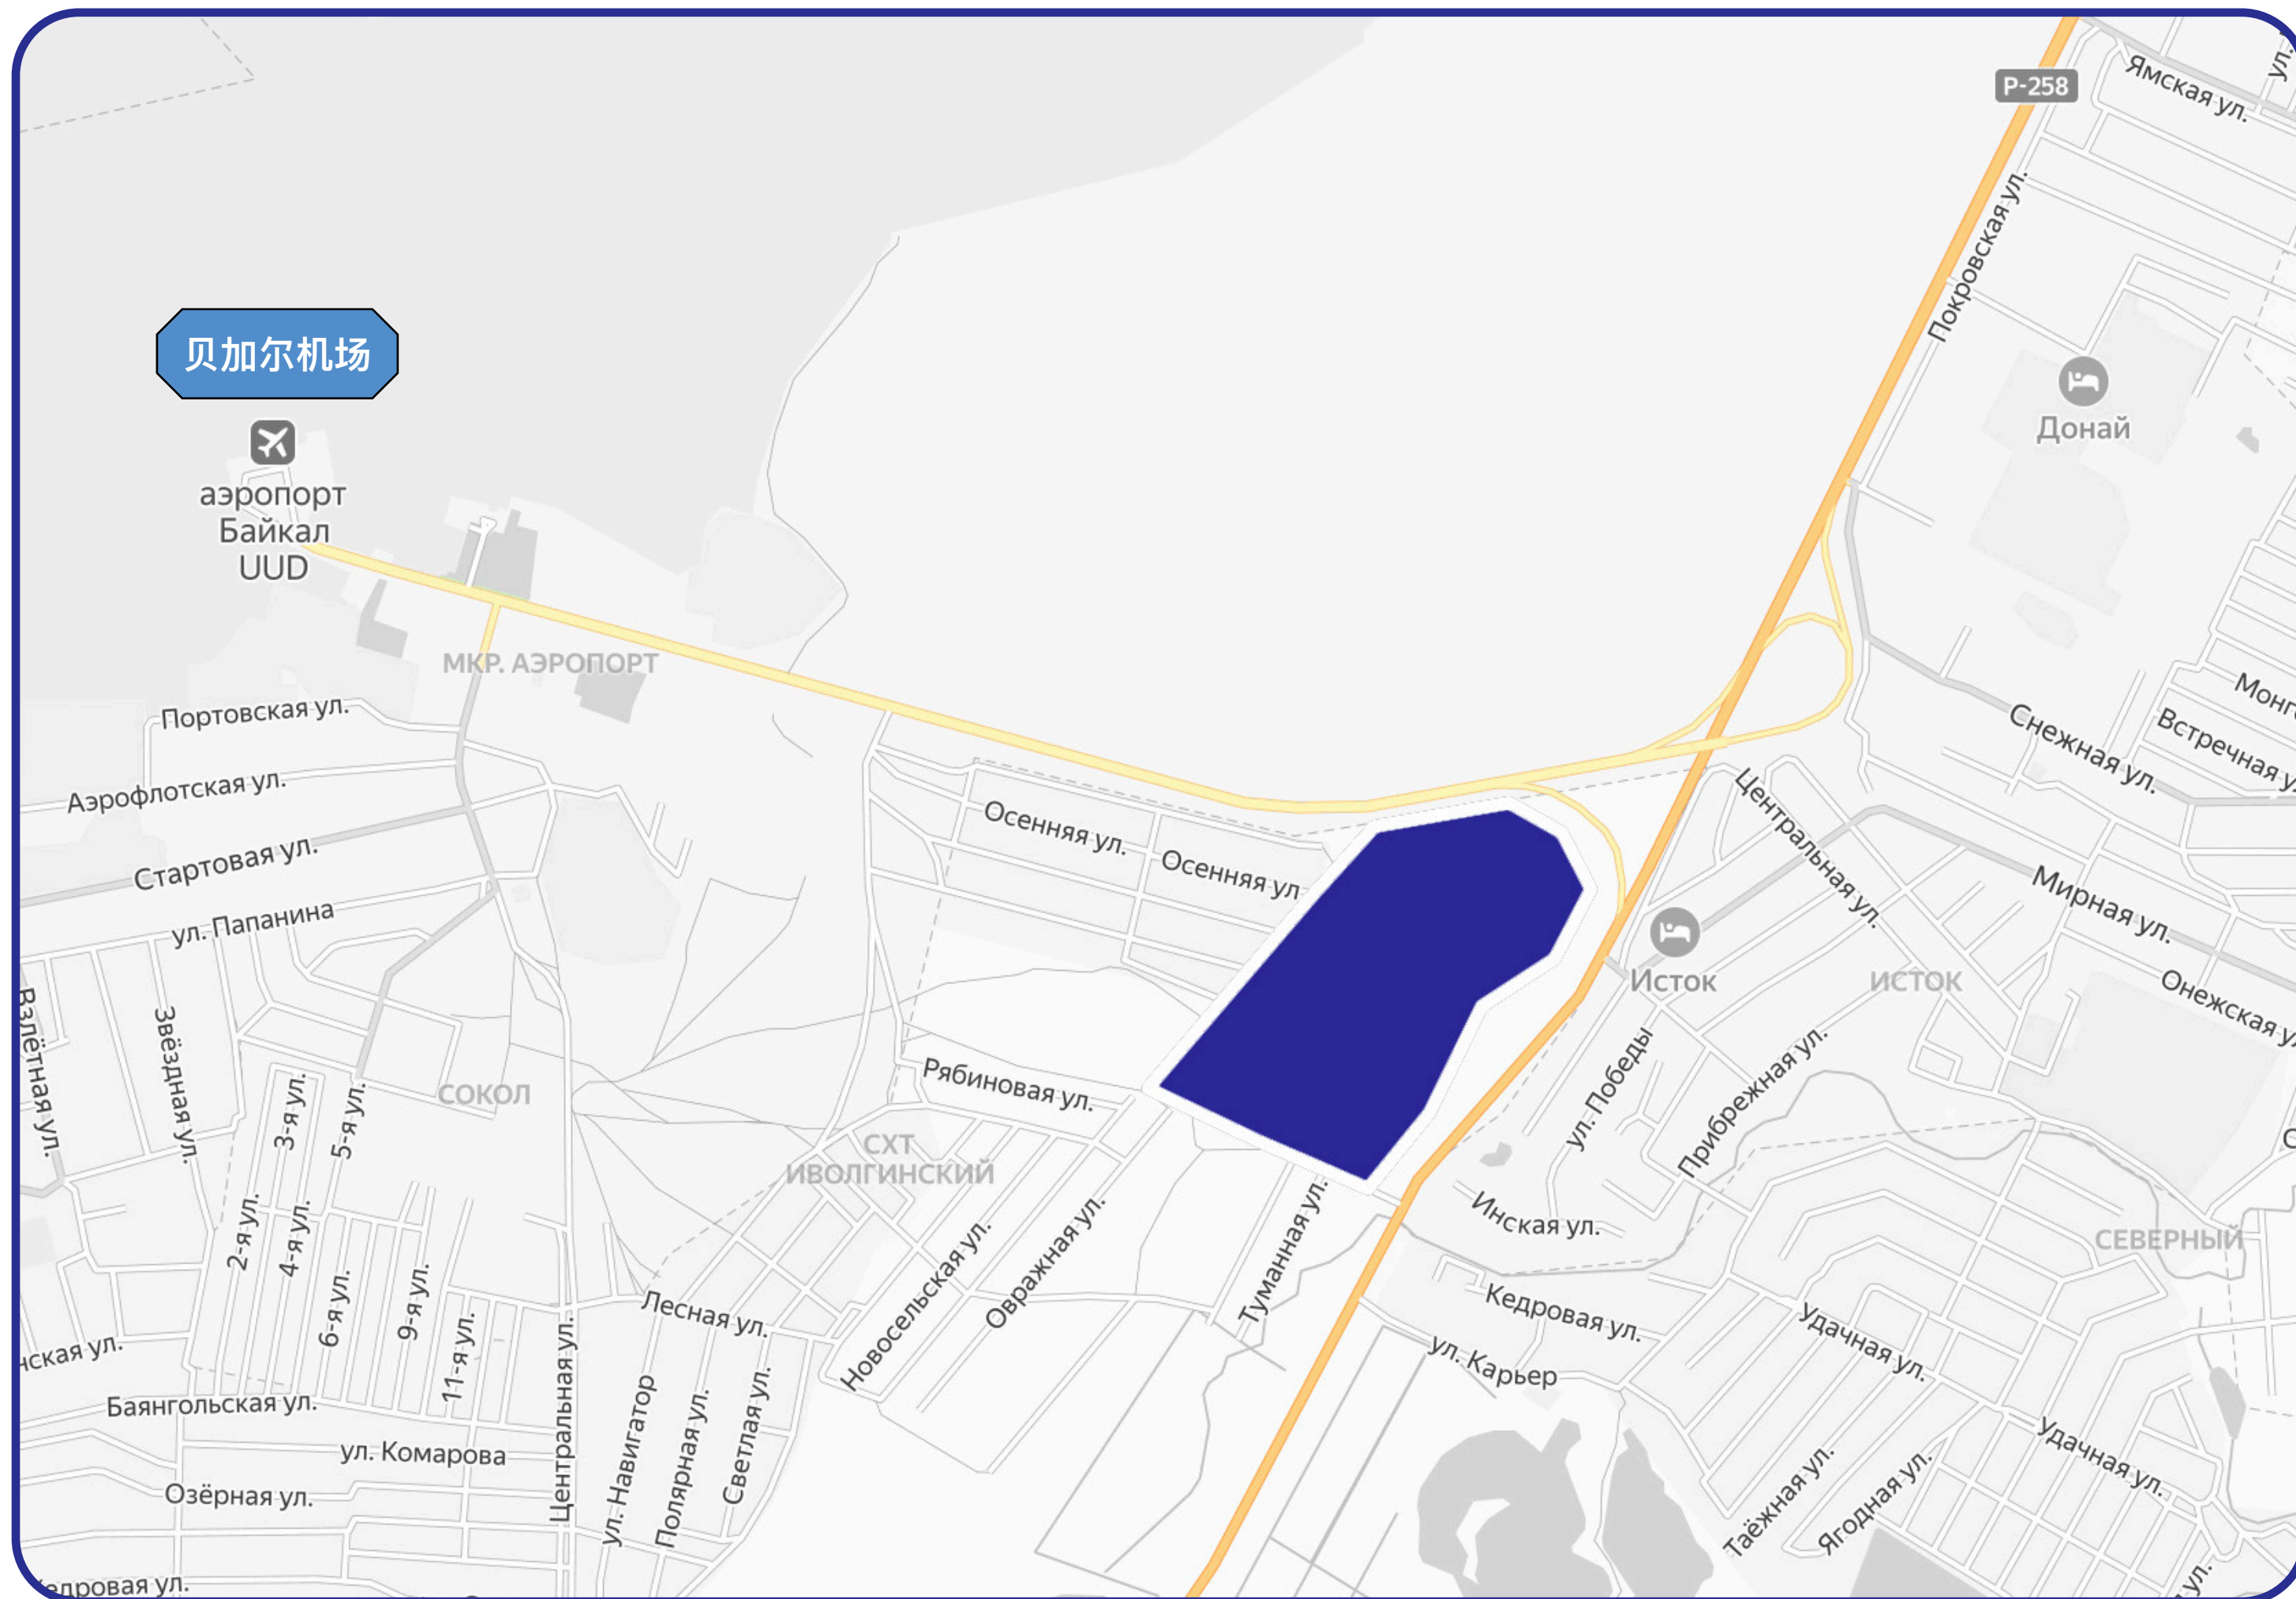 Р-258
Ямская ул.
ул.
Покровская ул.
贝加尔机场
Донай
аэропорт
Байкал
UUD
МКР. АЭРОПОРТ
Портовская ул.
Снежная ул.
Встречная
Аэрофлотская ул.
Центральная ул.
Осенняя ул.
Осенняя ул
Стартовая ул.
Мирная ул.
ул. Папанина
Исток
ИСТОК
Онежская
Взлётная ул.
Звёздная ул.
СОКОЛ
3-я ул.
5-я ул.
Рябиновая ул.
ул. Победы
Прибрежная ул.
СХТ
ИВОЛГИНСКИЙ
2-я ул.
4-я ул.
6-я ул.
9-я ул.
11-я ул.
Лесная ул.
Новосельская ул.
Овражная ул.
Туманная ул.
Инская ул.
СЕВЕРНЫЙ
Кедровая ул.
ул. Карьер
Удачная ул.
нская ул.
Баянгольская ул.
ул. Комарова
Озёрная ул.
Центральная ул.
ул. Навигатор
Полярная ул.
Светлая ул.
Таёжная ул.
Ягодная ул.
Удачная ул.
едровая ул.
ул.